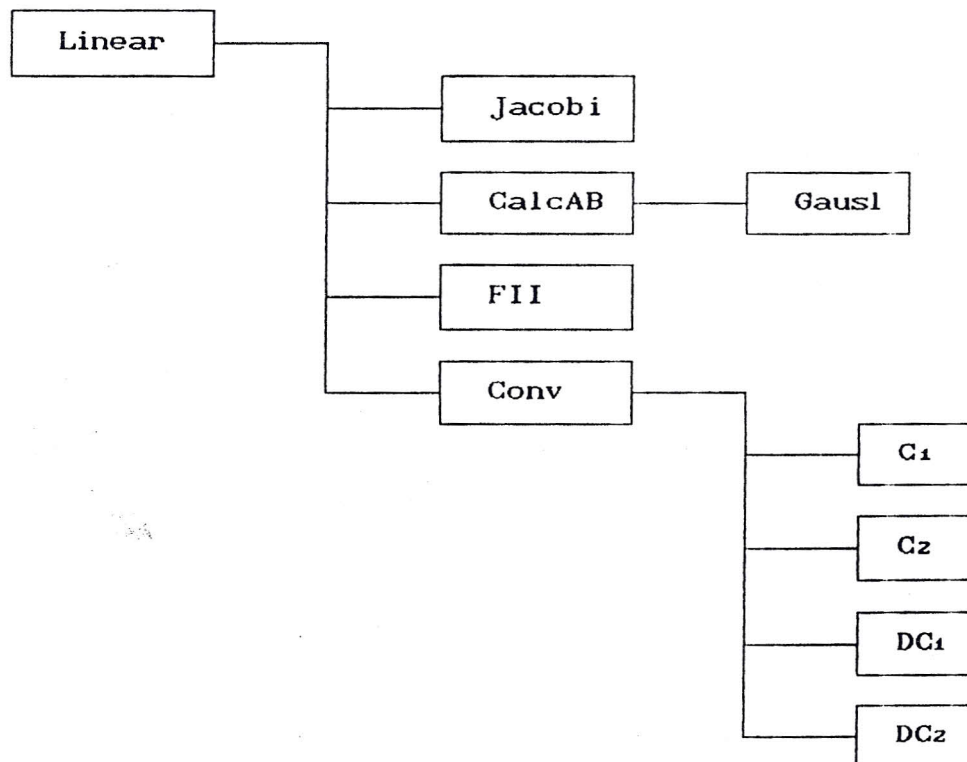 Linear
Jacobi
CalcAB
Gausl
FII
Conv
C1
C2
DC1
DC2